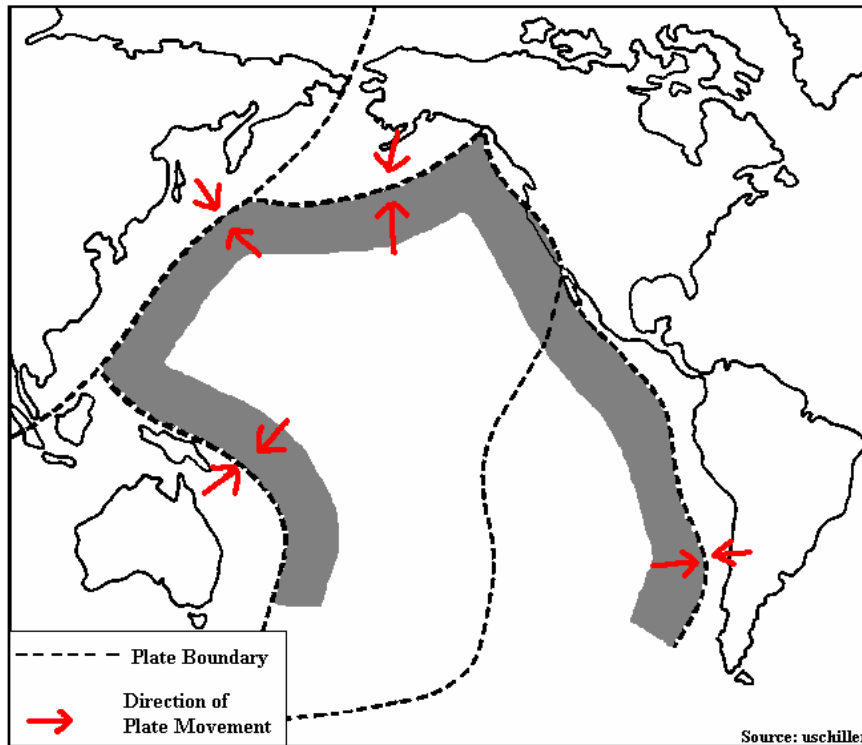 Plate Boundary
Direction of
Plate Movement
Source: uschiller